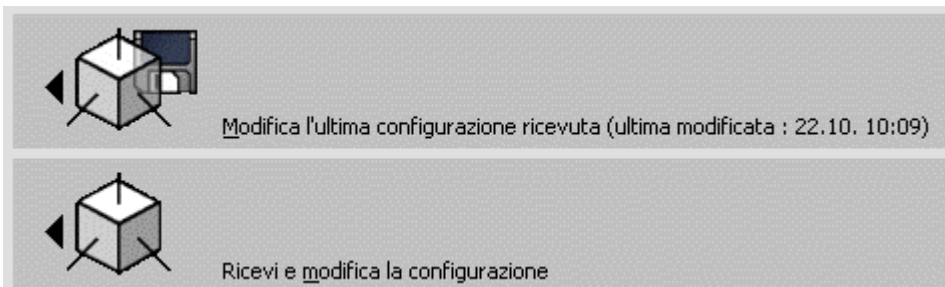 Modifica l'ultima configurazione ricevuta (ultima modificata : 22.10. 10:09)
Ricevi e modifica la configurazione